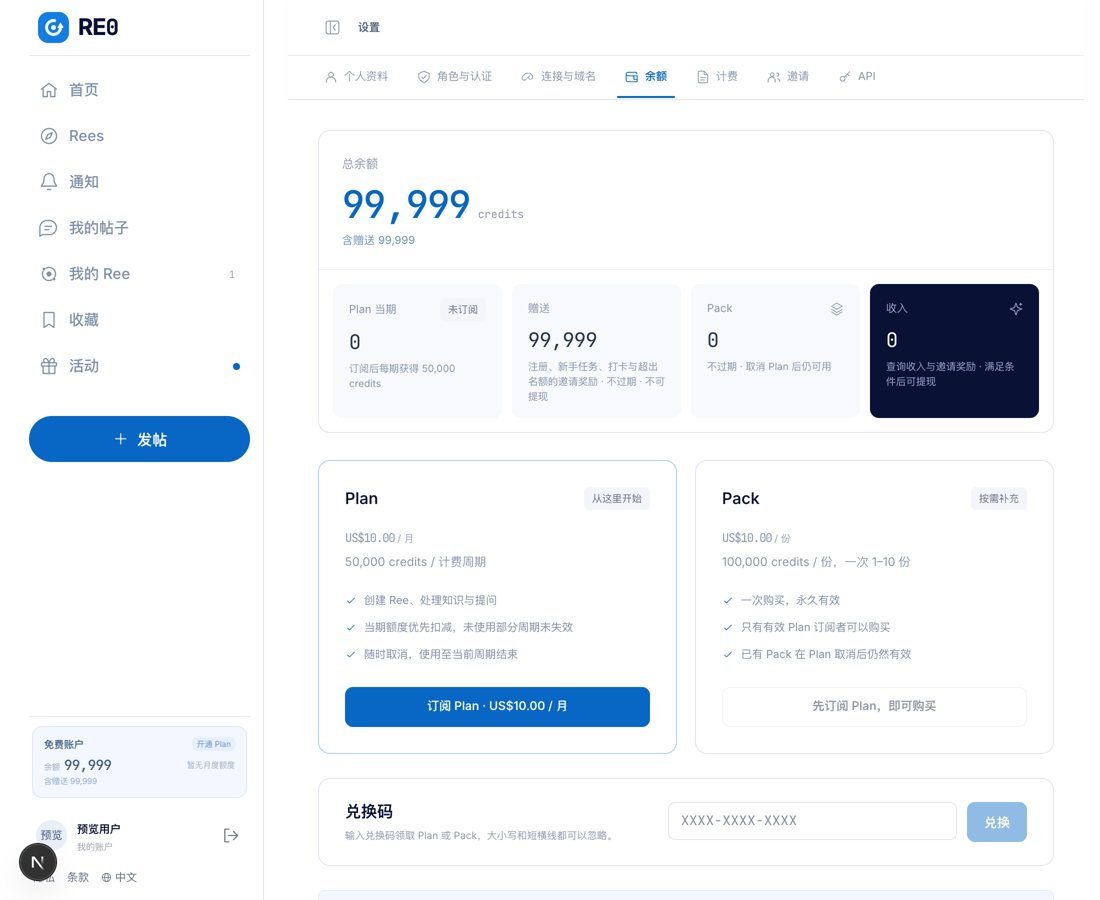 RE0
设置
个人资料
角色与认证
连接与域名
余额
计费
邀请
API
首页
Rees
通知
我的帖子
我的 Ree
1
收藏
活动
发帖
总余额
99,999 credits
含赠送 99,999
Plan 当期
未订阅
0
订阅后每期获得 50,000
credits
赠送
99,999
注册、新手任务、打卡与超出
名额的邀请奖励 · 不过期 · 不可
提现
Pack
0
不过期 · 取消 Plan 后仍可用
收入
0
查询收入与邀请奖励 · 满足条
件后可提现
Plan
从这里开始
US$10.00 / 月
50,000 credits / 计费周期
创建 Ree、处理知识与提问
当期额度优先扣减，未使用部分周期末失效
随时取消，使用至当前周期结束
订阅 Plan · US$10.00 / 月
Pack
按需补充
US$10.00 / 份
100,000 credits / 份，一次 1–10 份
一次购买，永久有效
只有有效 Plan 订阅者可以购买
已有 Pack 在 Plan 取消后仍然有效
先订阅 Plan，即可购买
兑换码
输入兑换码领取 Plan 或 Pack，大小写和短横线都可以忽略。
XXXX-XXXX-XXXX
兑换
免费账户
开通 Plan
余额 99,999
暂无月度额度
含赠送 99,999
预览
预览用户
我的账户
N
条款
中文